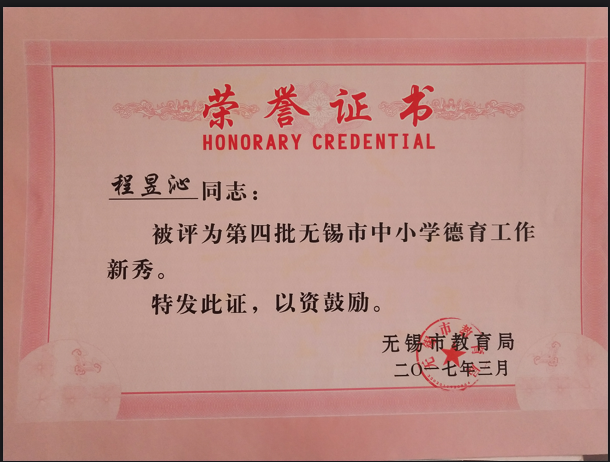 荣誉证书
HONORARY CREDENTIAL
程昱沁同志：
被评为第四批无锡市中小学德育工作
新秀。
特发此证，以资鼓励。
无锡市教育局
二〇一七年三月